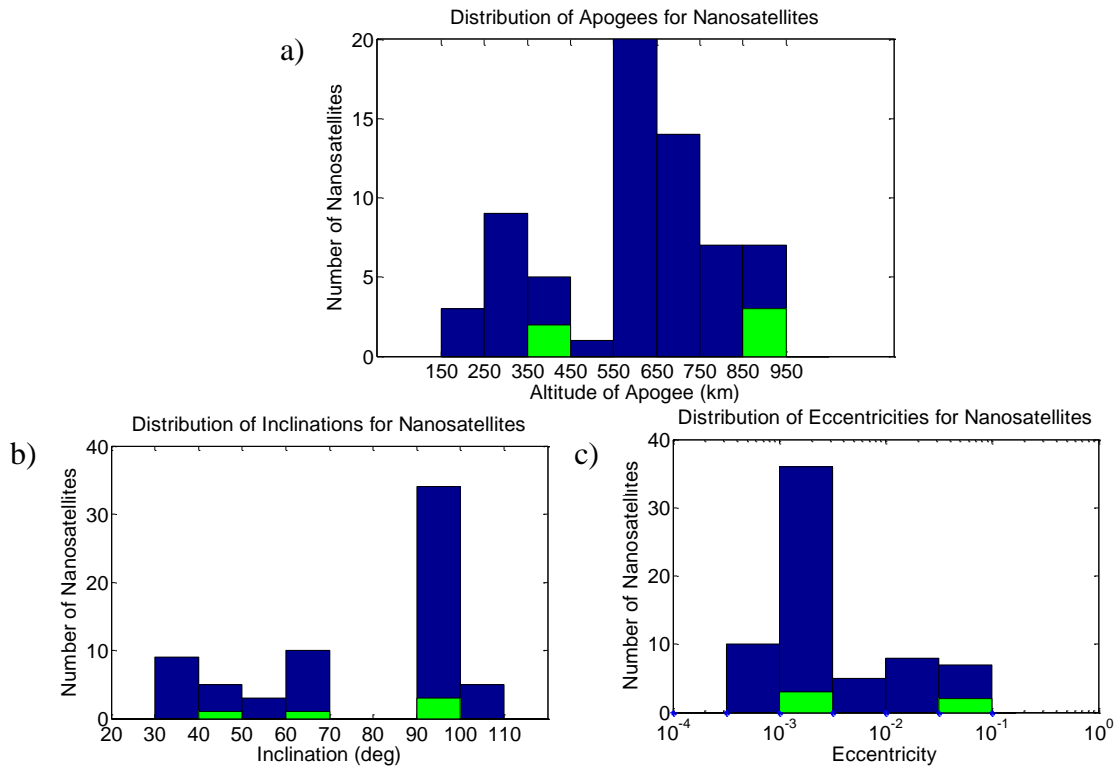 Distribution of Apogees for Nanosatellites
a)
20
15
10
5
0
Number of Nanosatellites
150 250 350 450 550 650 750 850 950
Altitude of Apogee (km)
Distribution of Inclinations for Nanosatellites
b)
40
30
20
10
0
Number of Nanosatellites
20 30 40 50 60 70 80 90 100 110
Inclination (deg)
Distribution of Eccentricities for Nanosatellites
c)
40
30
20
10
0
Number of Nanosatellites
10⁻⁴ 10⁻³ 10⁻² 10⁻¹ 10⁰
Eccentricity